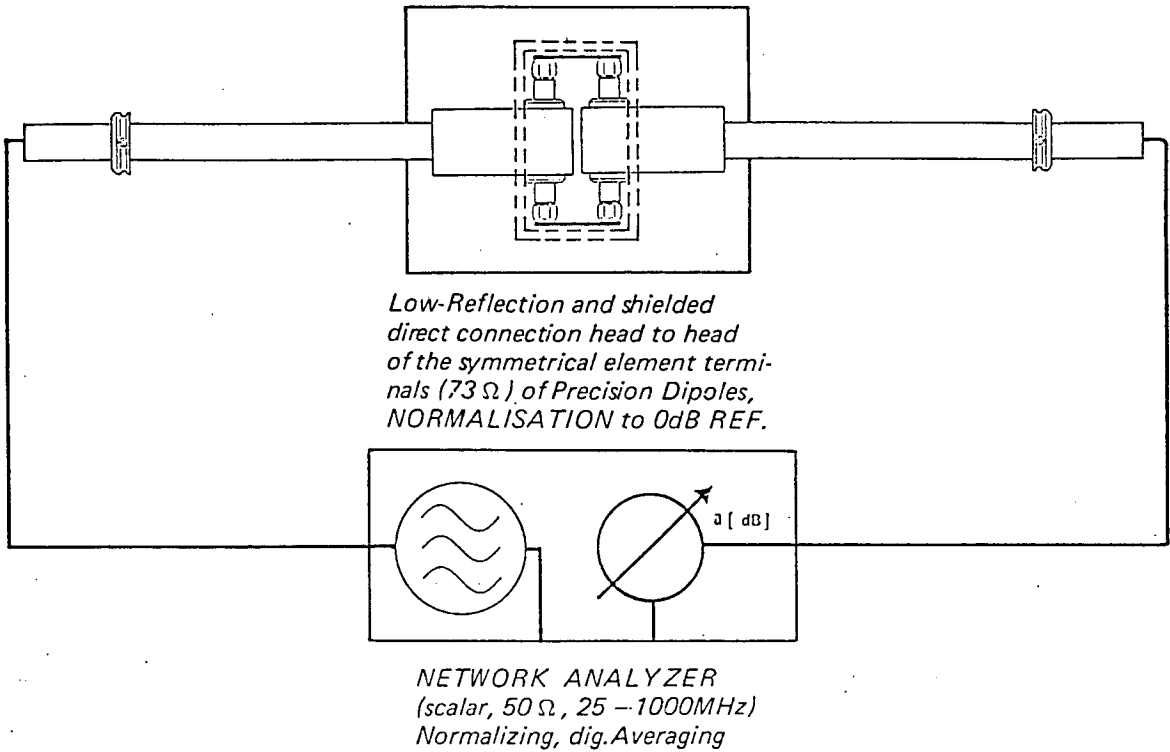 Low-Reflection and shielded
direct connection head to head
of the symmetrical element termi-
nals (73 Ω) of Precision Dipoles,
NORMALISATION to 0dB REF.
a [ dB ]
NETWORK ANALYZER
(scalar, 50 Ω, 25 – 1000MHz)
Normalizing, dig. Averaging